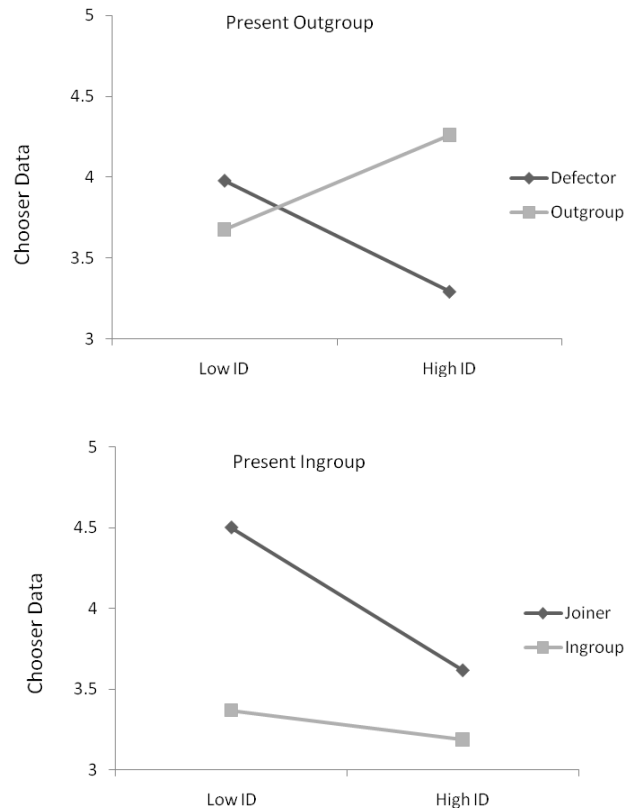 Present Outgroup
5
4.5
4
3.5
3
Chooser Data
Low ID
High ID
Defector
Outgroup
Present Ingroup
5
4.5
4
3.5
3
Chooser Data
Low ID
High ID
Joiner
Ingroup